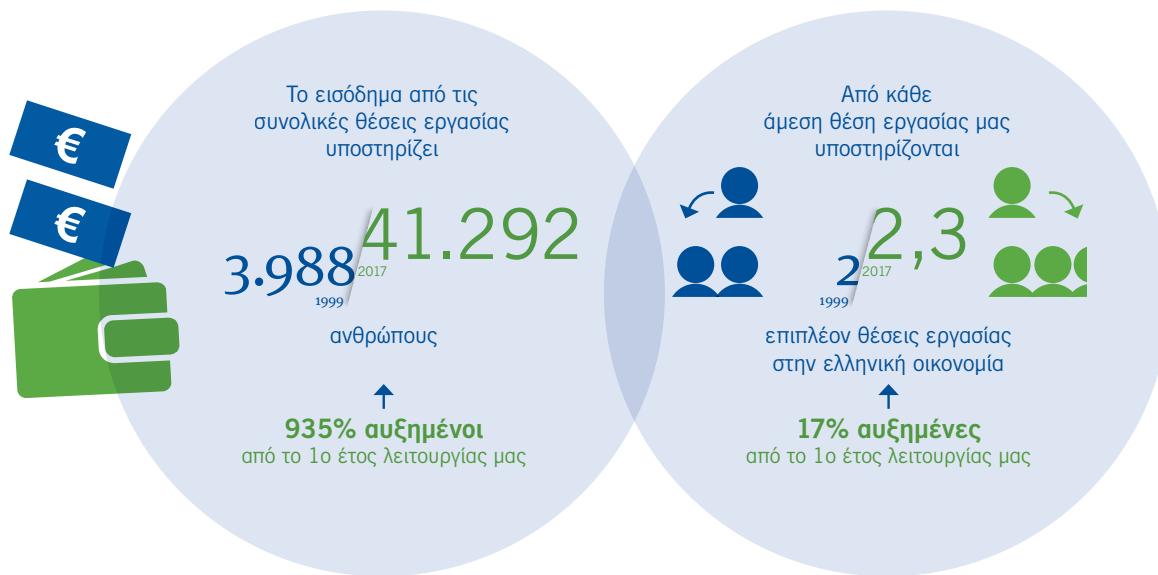 Το εισόδημα από τις
συνολικές θέσεις εργασίας
υποστηρίζει
€
€
3.988/41.292
1999 2017
ανθρώπους
935% αυξημένοι
από το 1ο έτος λειτουργίας μας
Από κάθε
άμεση θέση εργασίας μας
υποστηρίζονται
2/2,3
1999 2017
επιπλέον θέσεις εργασίας
στην ελληνική οικονομία
17% αυξημένες
από το 1ο έτος λειτουργίας μας